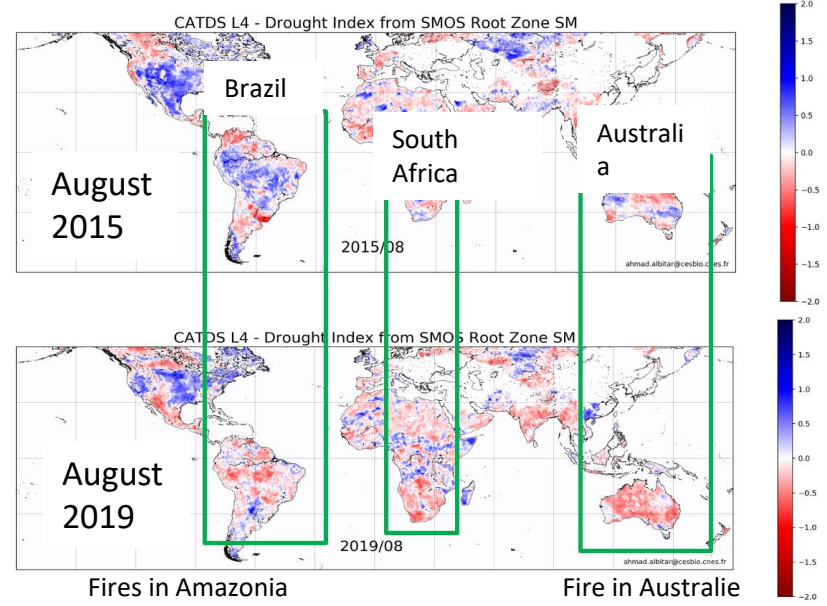 CATDS L4 - Drought Index from SMOS Root Zone SM
2.0
1.5
1.0
0.5
0.0
−0.5
−1.0
−1.5
−2.0
Brazil
South
Africa
Australi
a
August
2015
2015/08
ahmad.albitar@cesbio.cnes.fr
CATDS L4 - Drought Index from SMOS Root Zone SM
2.0
1.5
1.0
0.5
0.0
−0.5
−1.0
−1.5
−2.0
August
2019
2019/08
ahmad.albitar@cesbio.cnes.fr
Fires in Amazonia
Fire in Australie